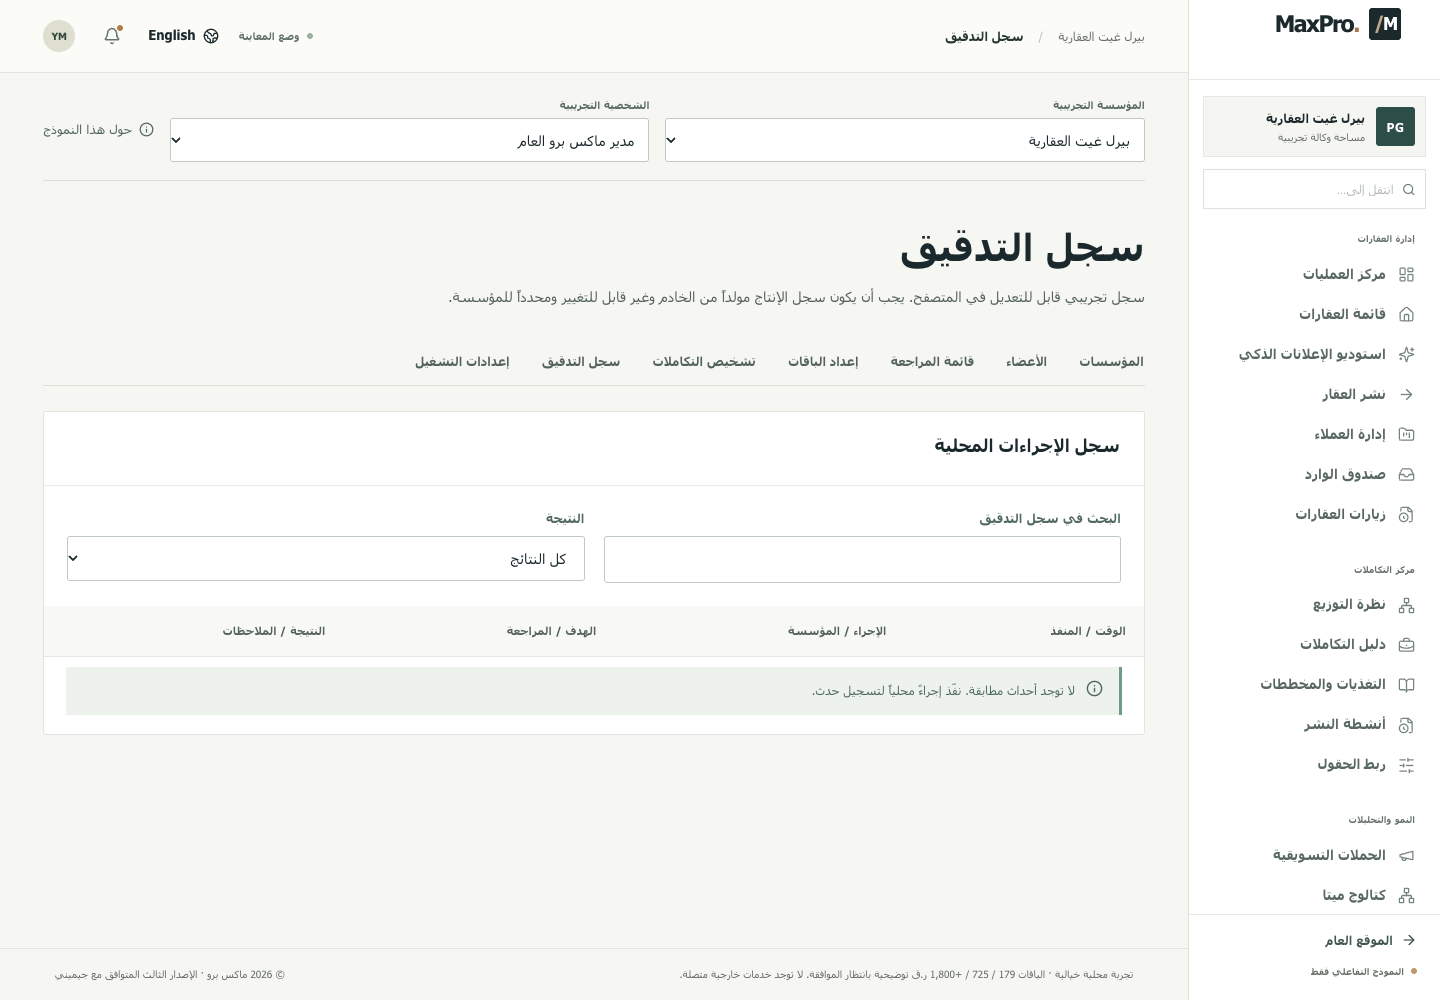 MaxPro. /M
PG
بيرل غيت العقارية
مساحة وكالة تجريبية
انتقل إلى...
إدارة العقارات
مركز العمليات
قائمة العقارات
استوديو الإعلانات الذكي
نشر العقار
إدارة العملاء
صندوق الوارد
زيارات العقارات
مركز التكاملات
نظرة التوزيع
دليل التكاملات
التغذيات والمخططات
أنشطة النشر
ربط الحقول
النمو والتحليلات
الحملات التسويقية
كتالوج ميتا
الموقع العام
النموذج التفاعلي فقط
بيرل غيت العقارية / سجل التدقيق
وضع المعاينة
English
YM
المؤسسة التجريبية
بيرل غيت العقارية
الشخصية التجريبية
مدير ماكس برو العام
حول هذا النموذج
سجل التدقيق
سجل تجريبي قابل للتعديل في المتصفح. يجب أن يكون سجل الإنتاج مولداً من الخادم وغير قابل للتغيير ومحدداً للمؤسسة.
المؤسسات الأعضاء قائمة المراجعة إعداد الباقات تشخيص التكاملات سجل التدقيق إعدادات التشغيل
سجل الإجراءات المحلية
البحث في سجل التدقيق
النتيجة
كل النتائج
الوقت / المنفذ الإجراء / المؤسسة الهدف / المراجعة النتيجة / الملاحظات
لا توجد أحداث مطابقة. نفّذ إجراءً محلياً لتسجيل حدث.
تجربة محلية خيالية · الباقات 179 / 725 / +1,800 ر.ق توضيحية بانتظار الموافقة. لا توجد خدمات خارجية متصلة.
© 2026 ماكس برو · الإصدار الثالث المتوافق مع جيميني